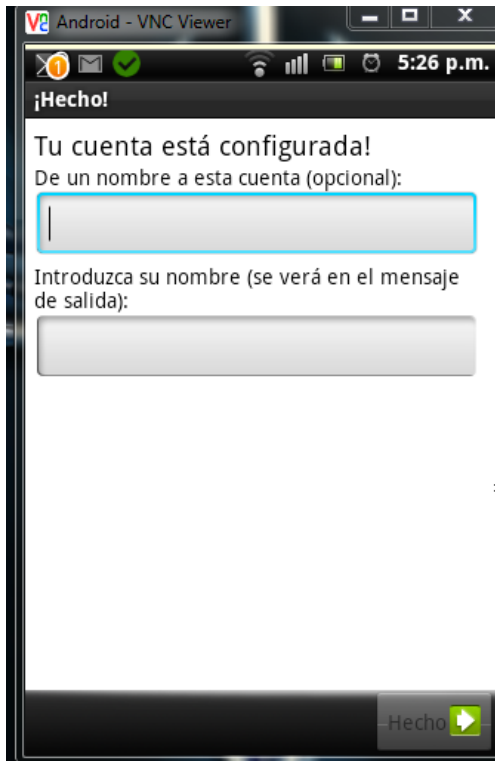 Android - VNC Viewer
1
5:26 p.m.
¡Hecho!
Tu cuenta está configurada!
De un nombre a esta cuenta (opcional):
Introduzca su nombre (se verá en el mensaje
de salida):
Hecho